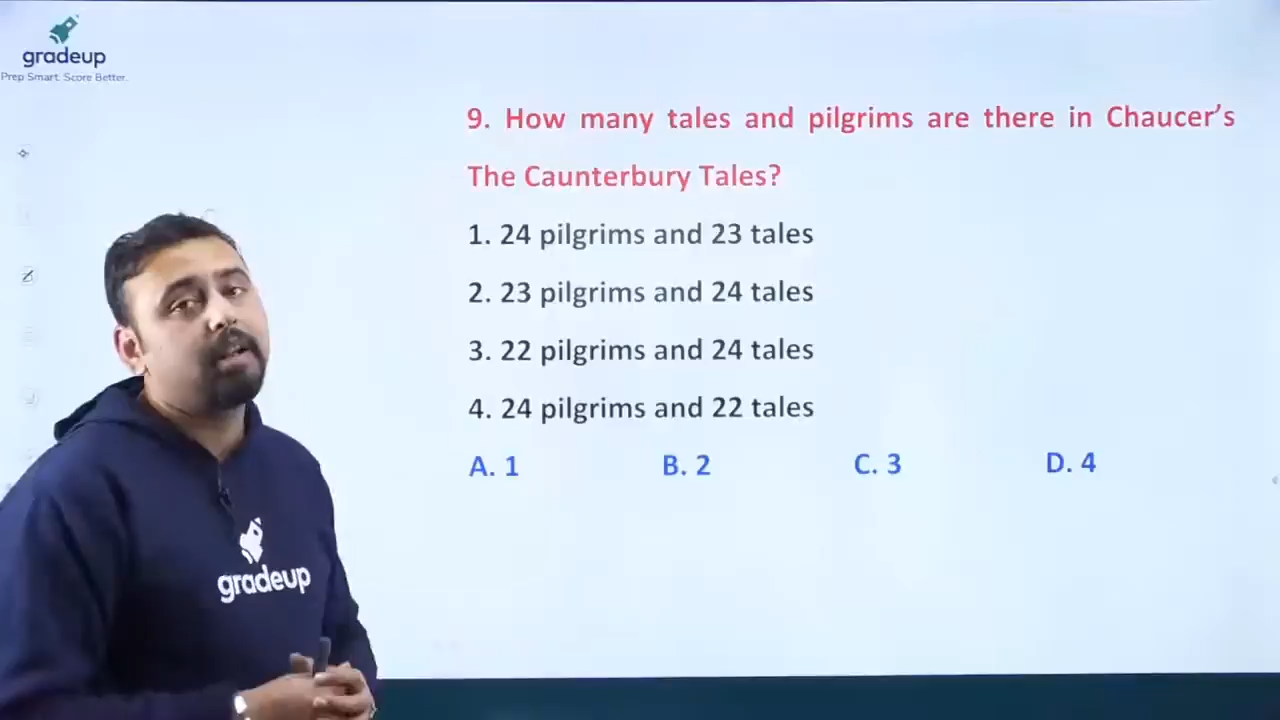 gradeup
Prep Smart. Score Better.
9. How many tales and pilgrims are there in Chaucer’s
The Caunterbury Tales?
1. 24 pilgrims and 23 tales
2. 23 pilgrims and 24 tales
3. 22 pilgrims and 24 tales
4. 24 pilgrims and 22 tales
A. 1 B. 2 C. 3 D. 4
gradeup